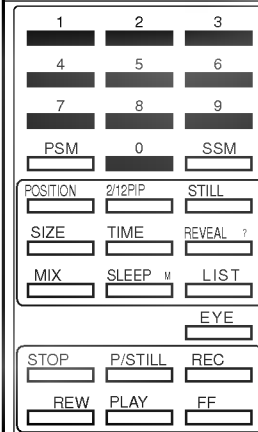 1 2 3
4 5 6
7 8 9
PSM 0 SSM
POSITION 2/12PIP STILL
SIZE TIME REVEAL ?
MIX SLEEP M LIST
EYE
STOP P/STILL REC
REW PLAY FF